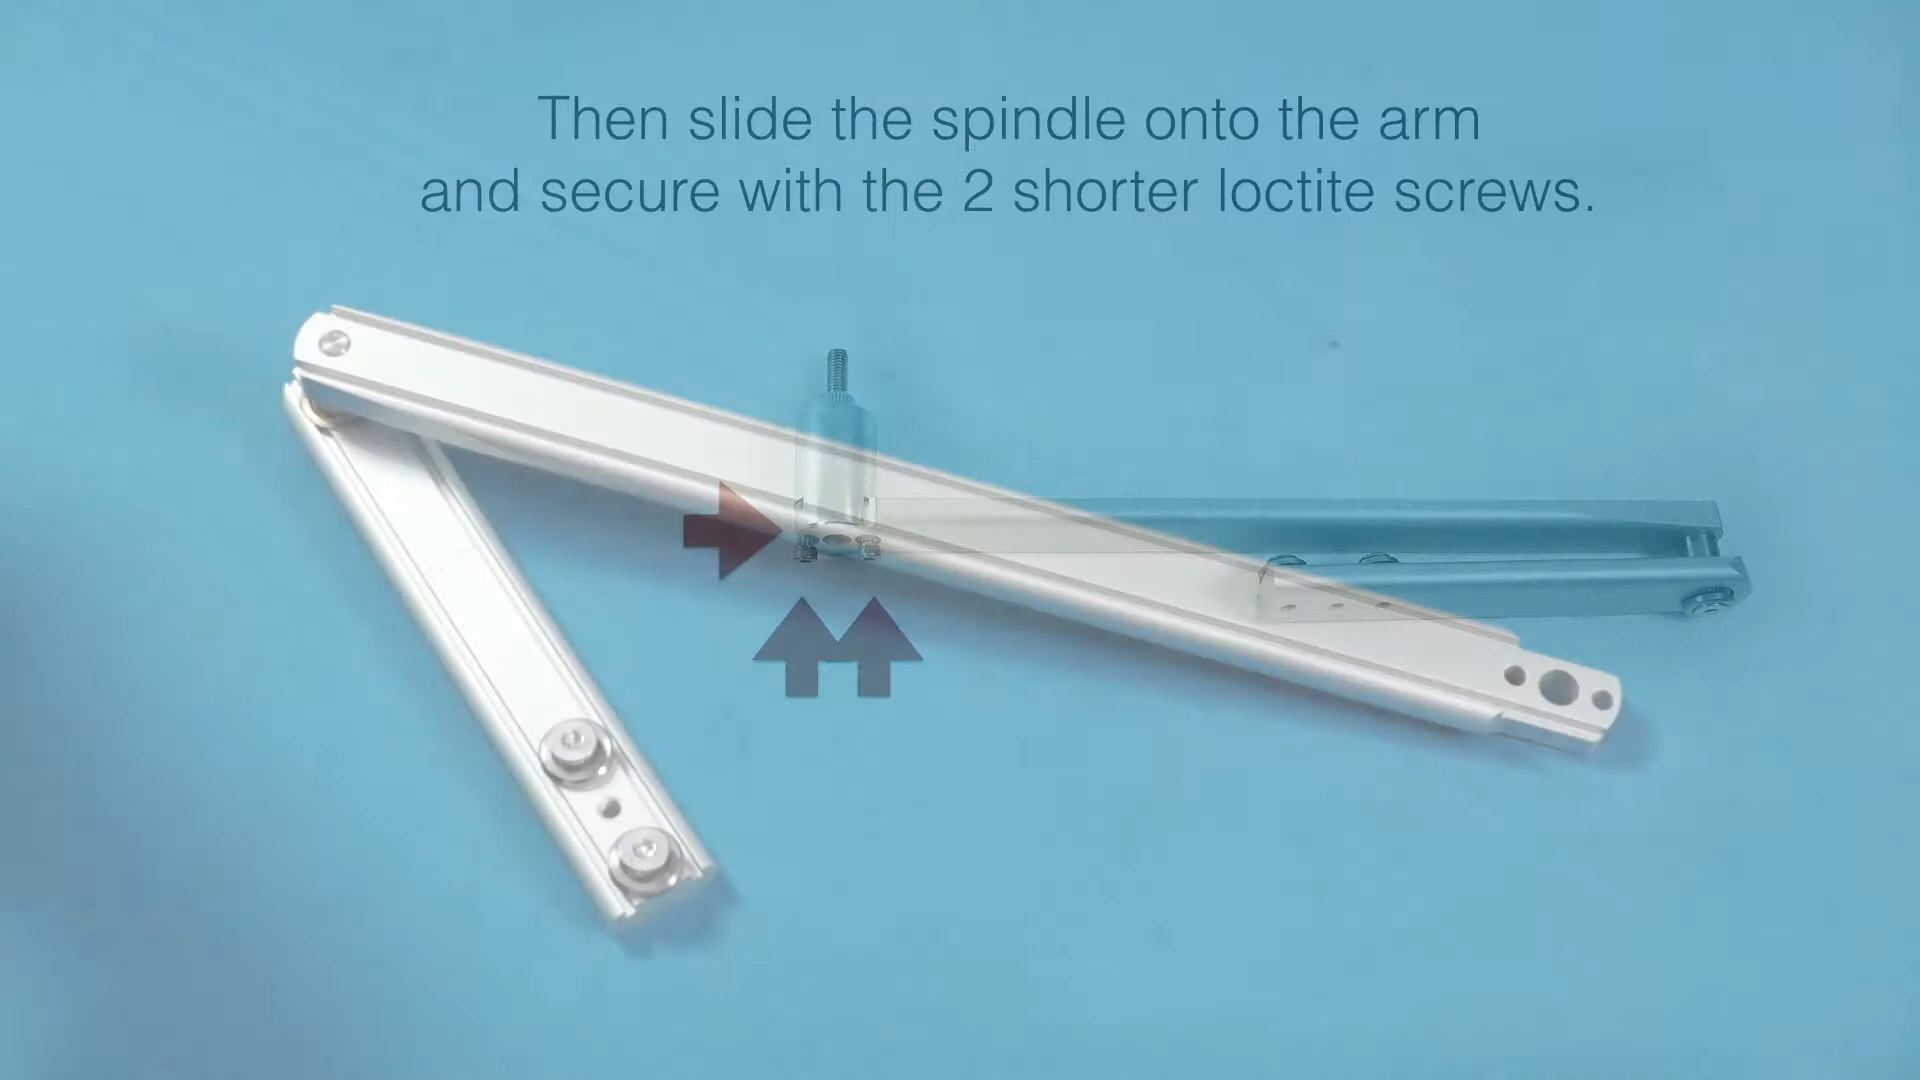 Then slide the spindle onto the arm
and secure with the 2 shorter loctite screws.